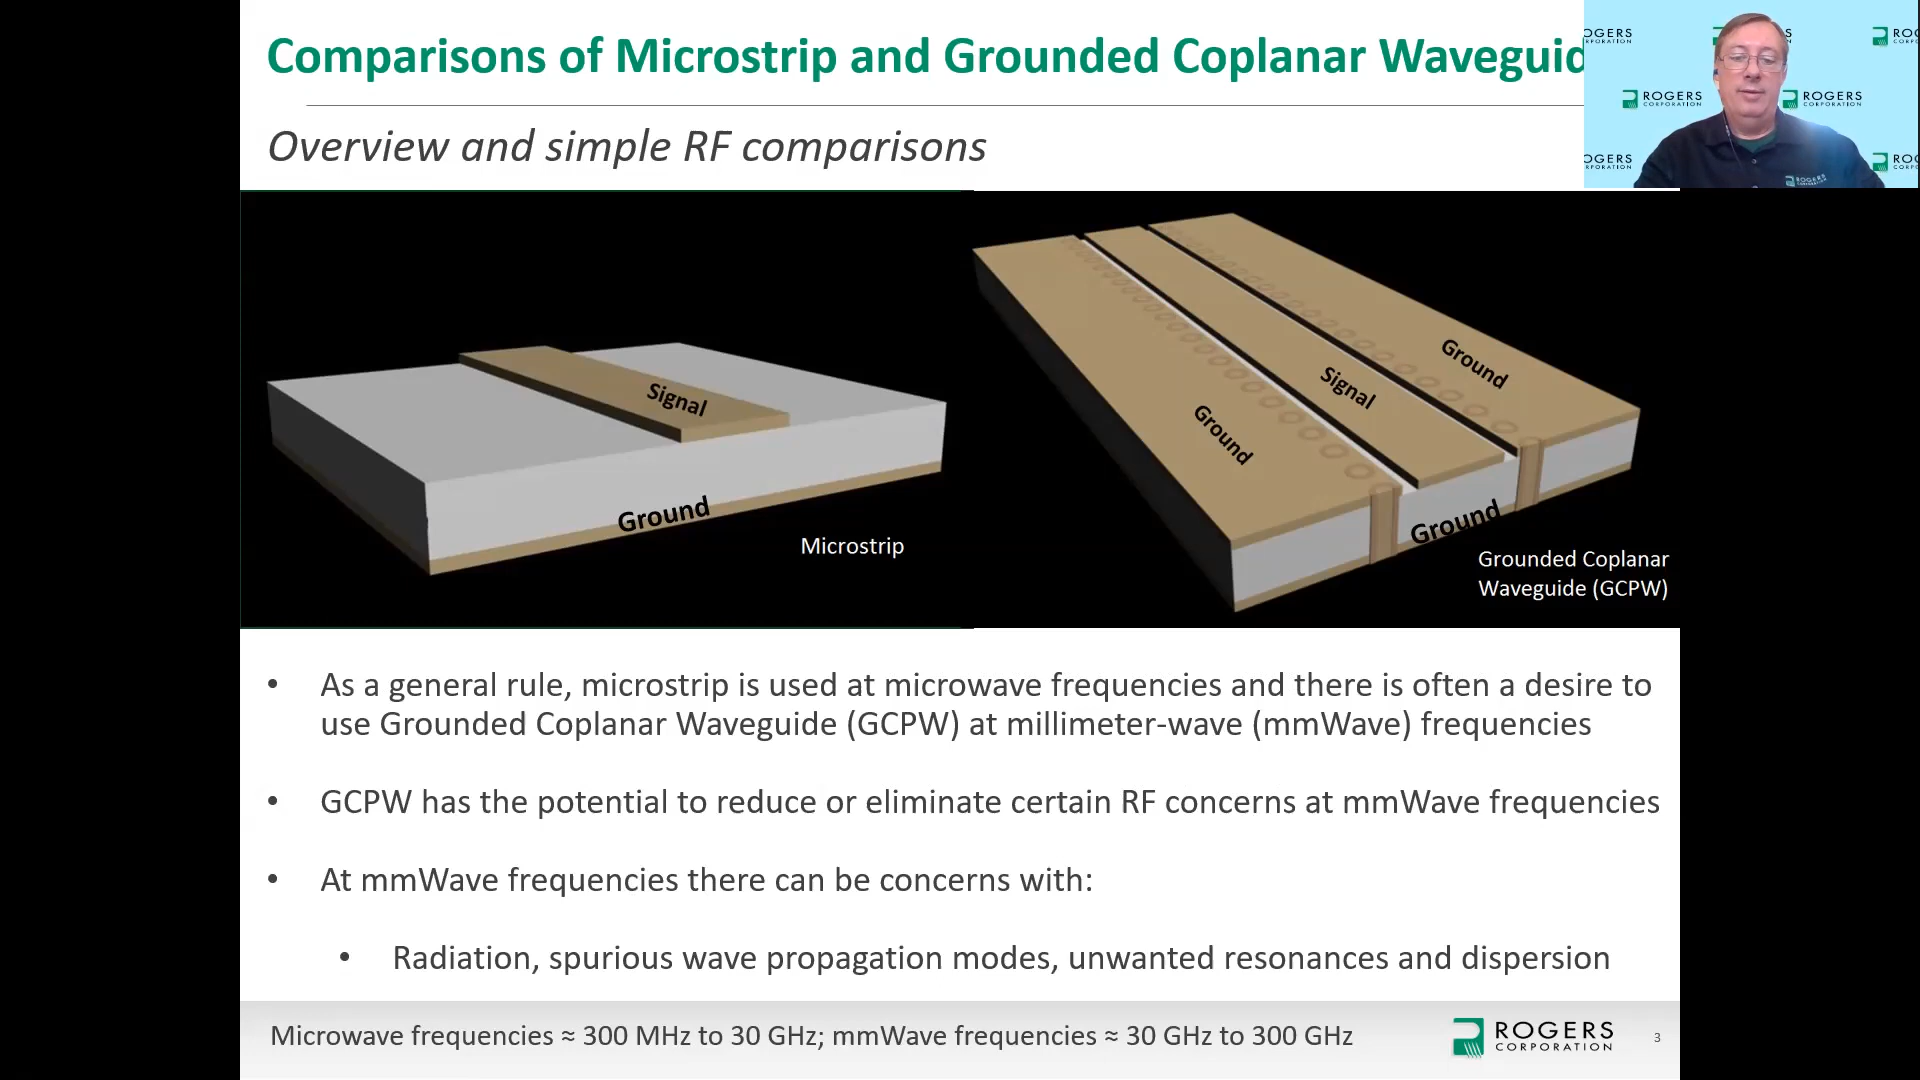 Comparisons of Microstrip and Grounded Coplanar
Overview and simple RF comparisons
ROGERS
CORPORATION
ROGERS
CORPORATION
ROGERS
CORPORATION
Signal
Ground
Microstrip
Ground
Signal
Ground
Ground
Grounded Coplanar
Waveguide (GCPW)
• As a general rule, microstrip is used at microwave frequencies and there is often a desire to
use Grounded Coplanar Waveguide (GCPW) at millimeter-wave (mmWave) frequencies
• GCPW has the potential to reduce or eliminate certain RF concerns at mmWave frequencies
• At mmWave frequencies there can be concerns with:
• Radiation, spurious wave propagation modes, unwanted resonances and dispersion
Microwave frequencies ≈ 300 MHz to 30 GHz; mmWave frequencies ≈ 30 GHz to 300 GHz
ROGERS
CORPORATION
3